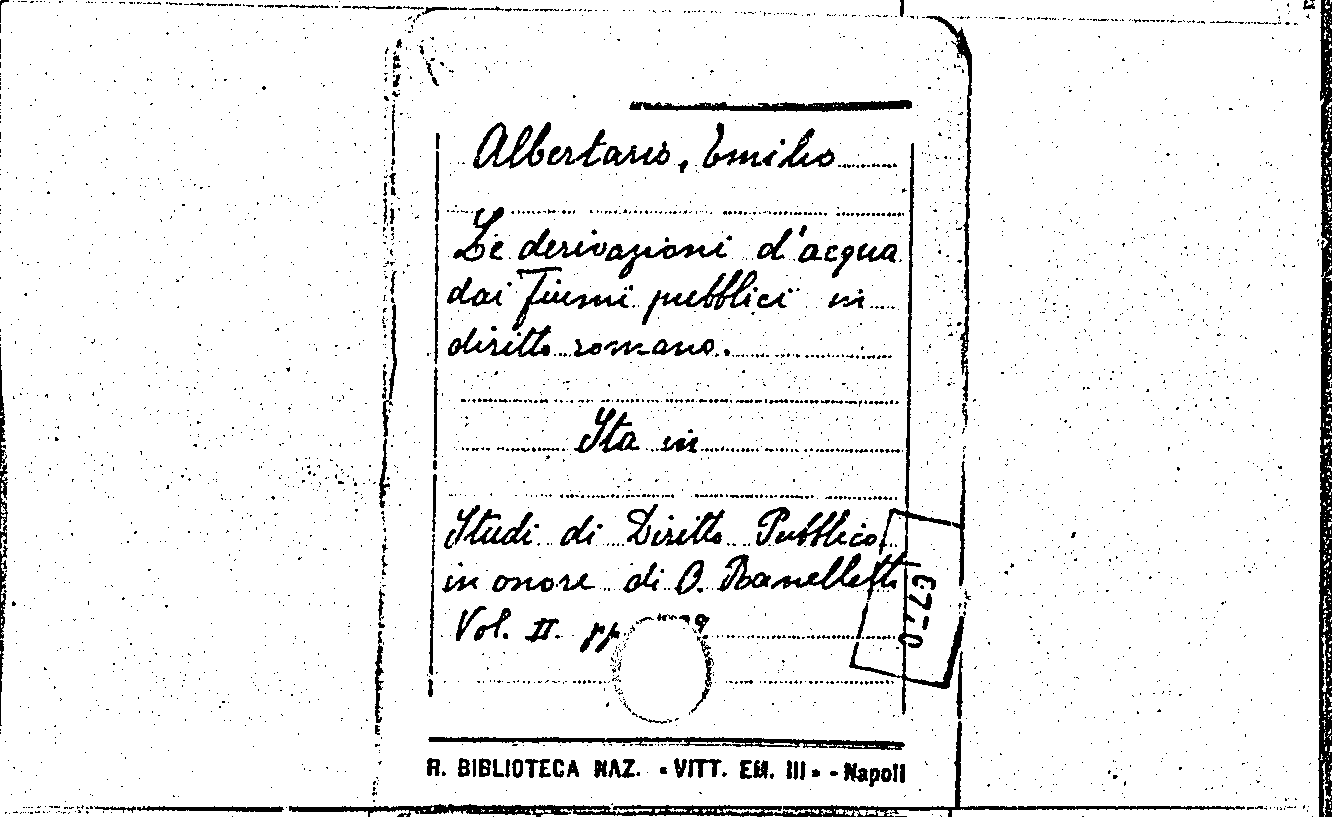 Albertario, Emilio
Le derivazioni d'acqua
dai fiumi pubblici in
diritto romano.
Sta in
Studi di Diritto Pubblico
in onore di O. Ranelletti
Vol. II. pp.
R. BIBLIOTECA NAZ. « VITT. EM. III » - Napoli